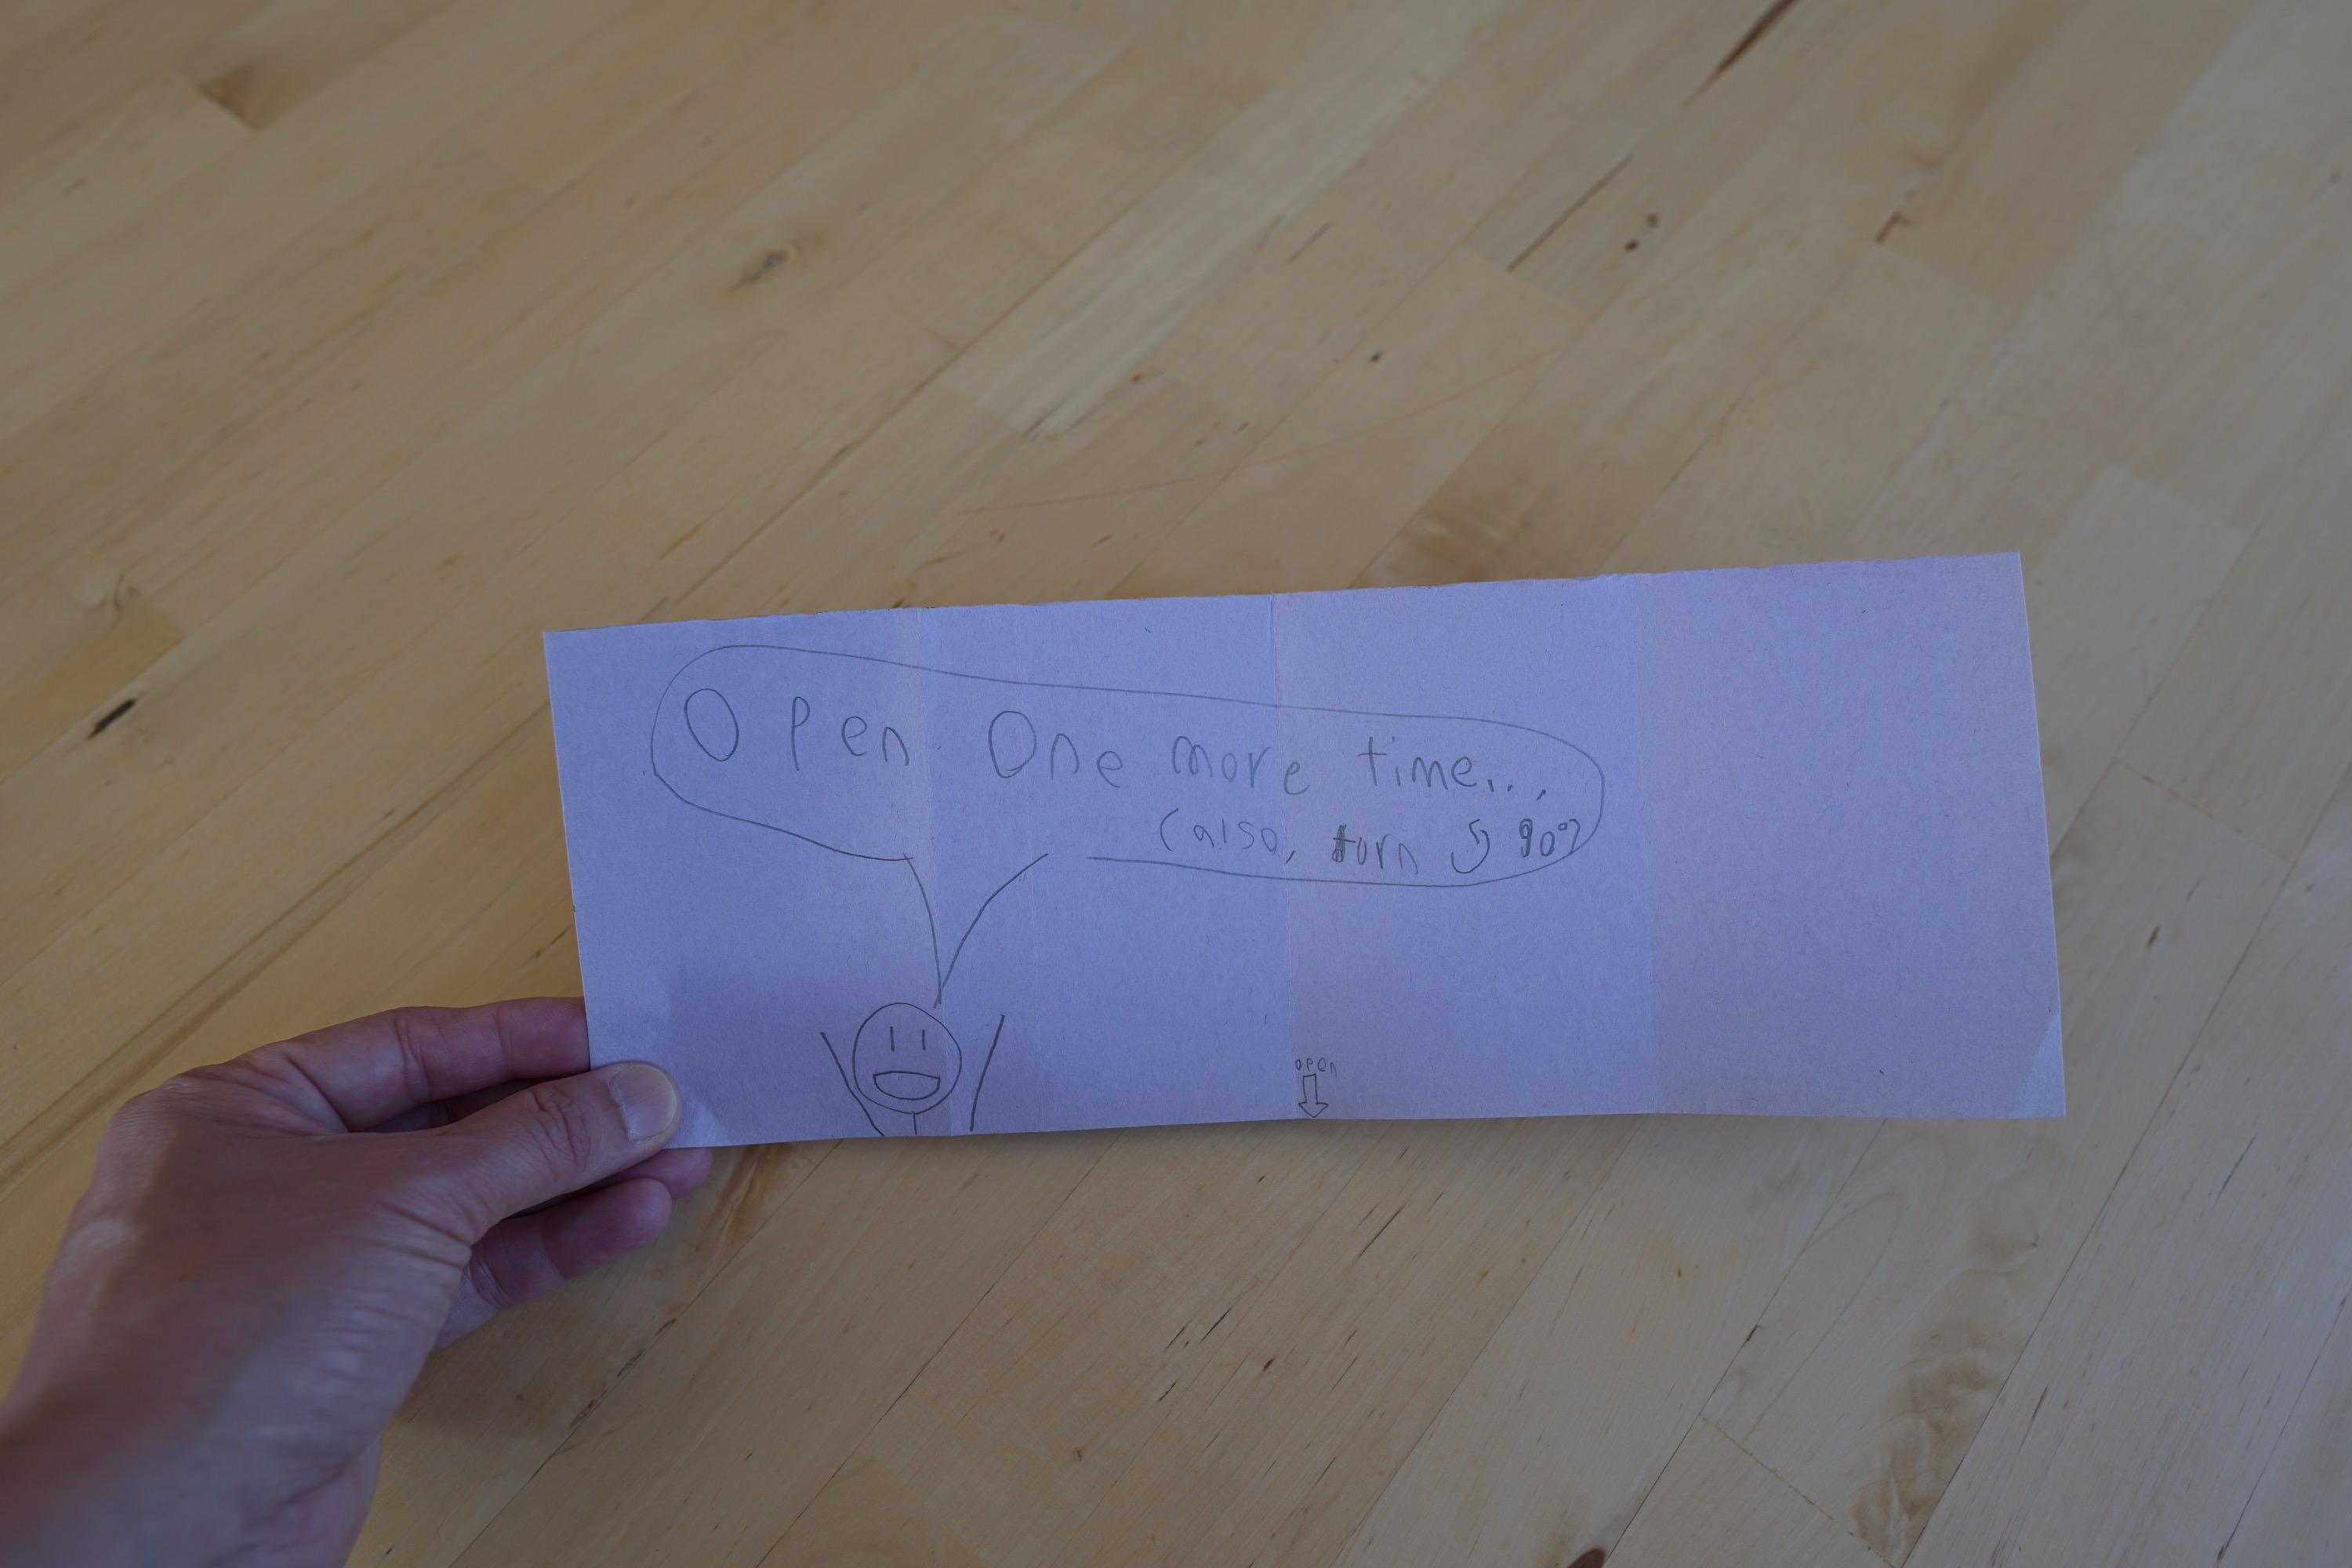 Open One more time...
(also, turn ↺ 90°)
open